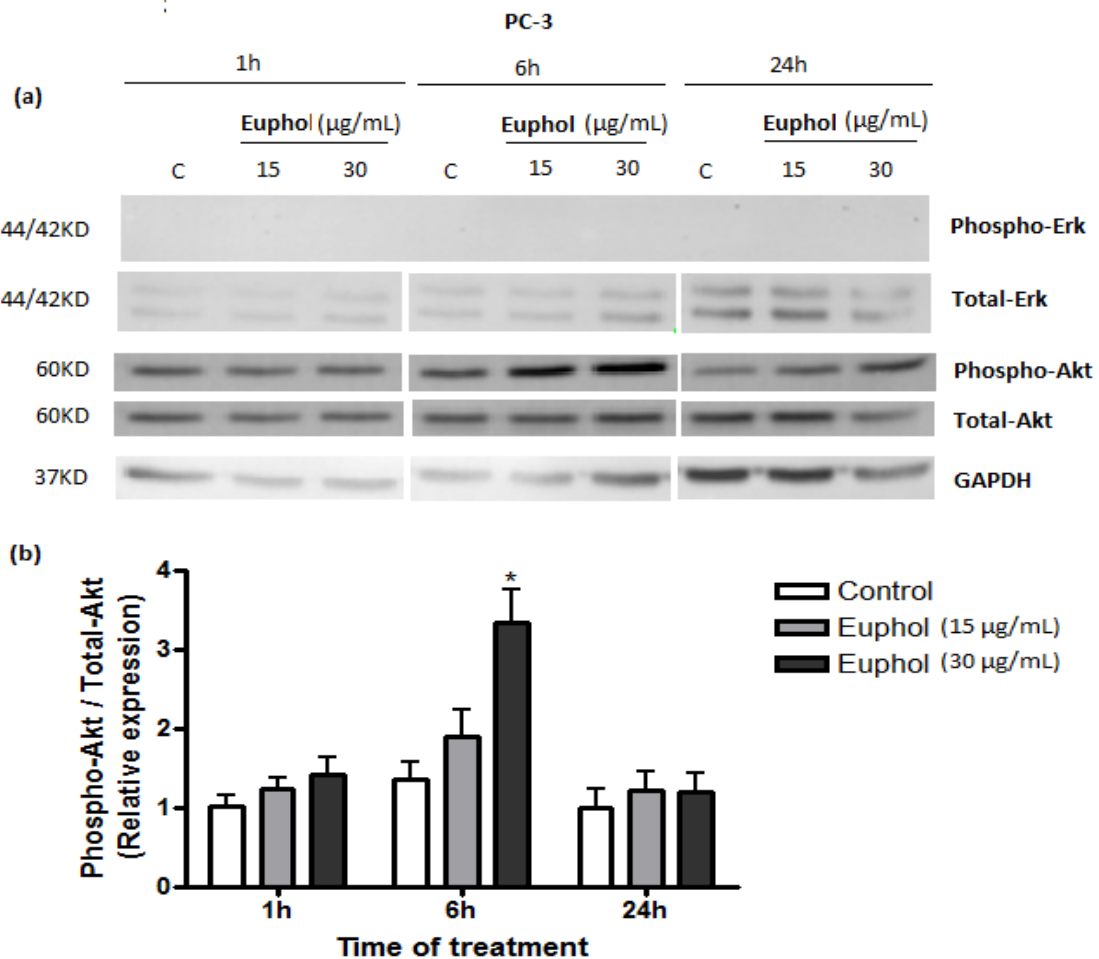 PC-3
1h 6h 24h
(a)
Euphol (µg/mL) Euphol (µg/mL) Euphol (µg/mL)
C 15 30 C 15 30 C 15 30
44/42KD Phospho-Erk
44/42KD Total-Erk
60KD Phospho-Akt
60KD Total-Akt
37KD GAPDH
(b)
Phospho-Akt / Total-Akt
(Relative expression)
4
3
2
1
0
*
1h 6h 24h
Time of treatment
Control
Euphol (15 µg/mL)
Euphol (30 µg/mL)